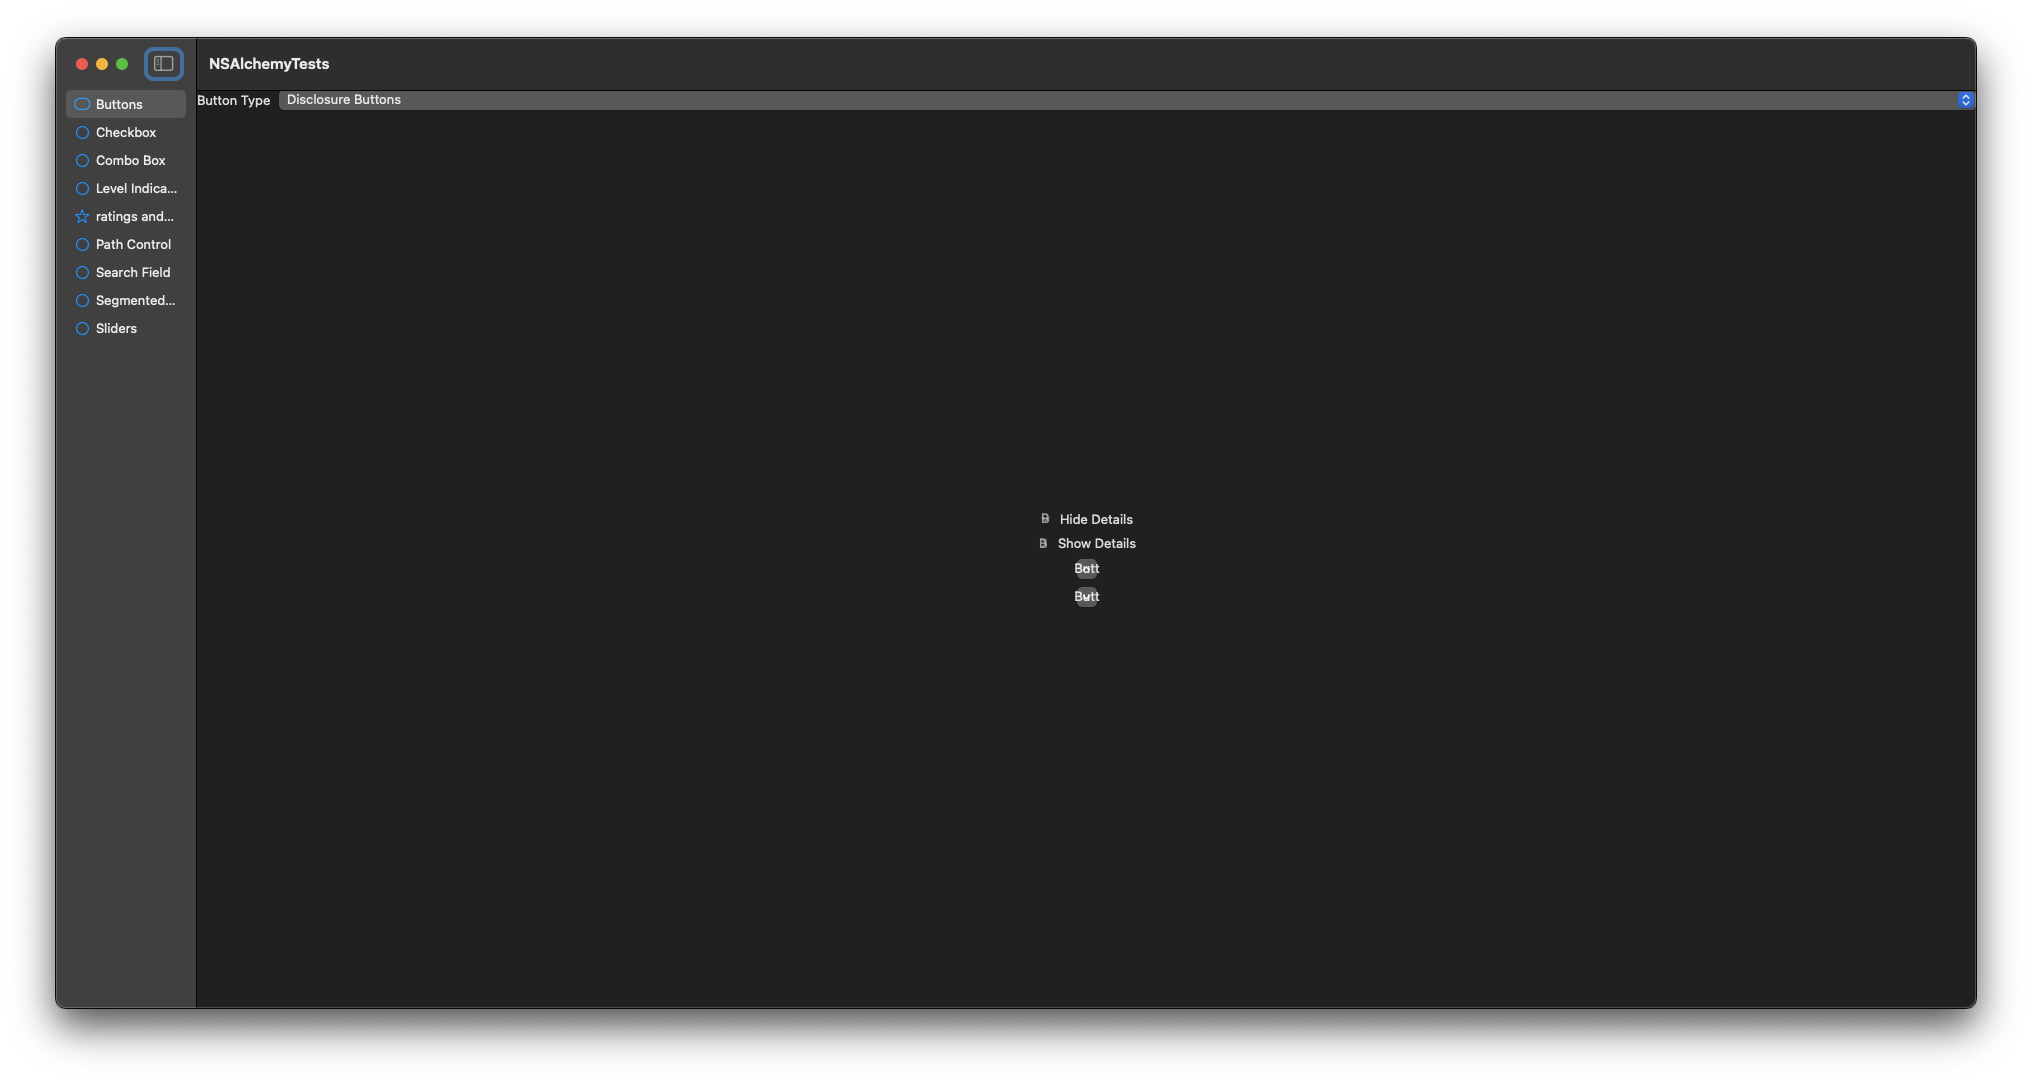 NSAlchemyTests
Buttons
Checkbox
Combo Box
Level Indica...
ratings and...
Path Control
Search Field
Segmented...
Sliders
Button Type Disclosure Buttons
Hide Details
Show Details
Butt
Butt